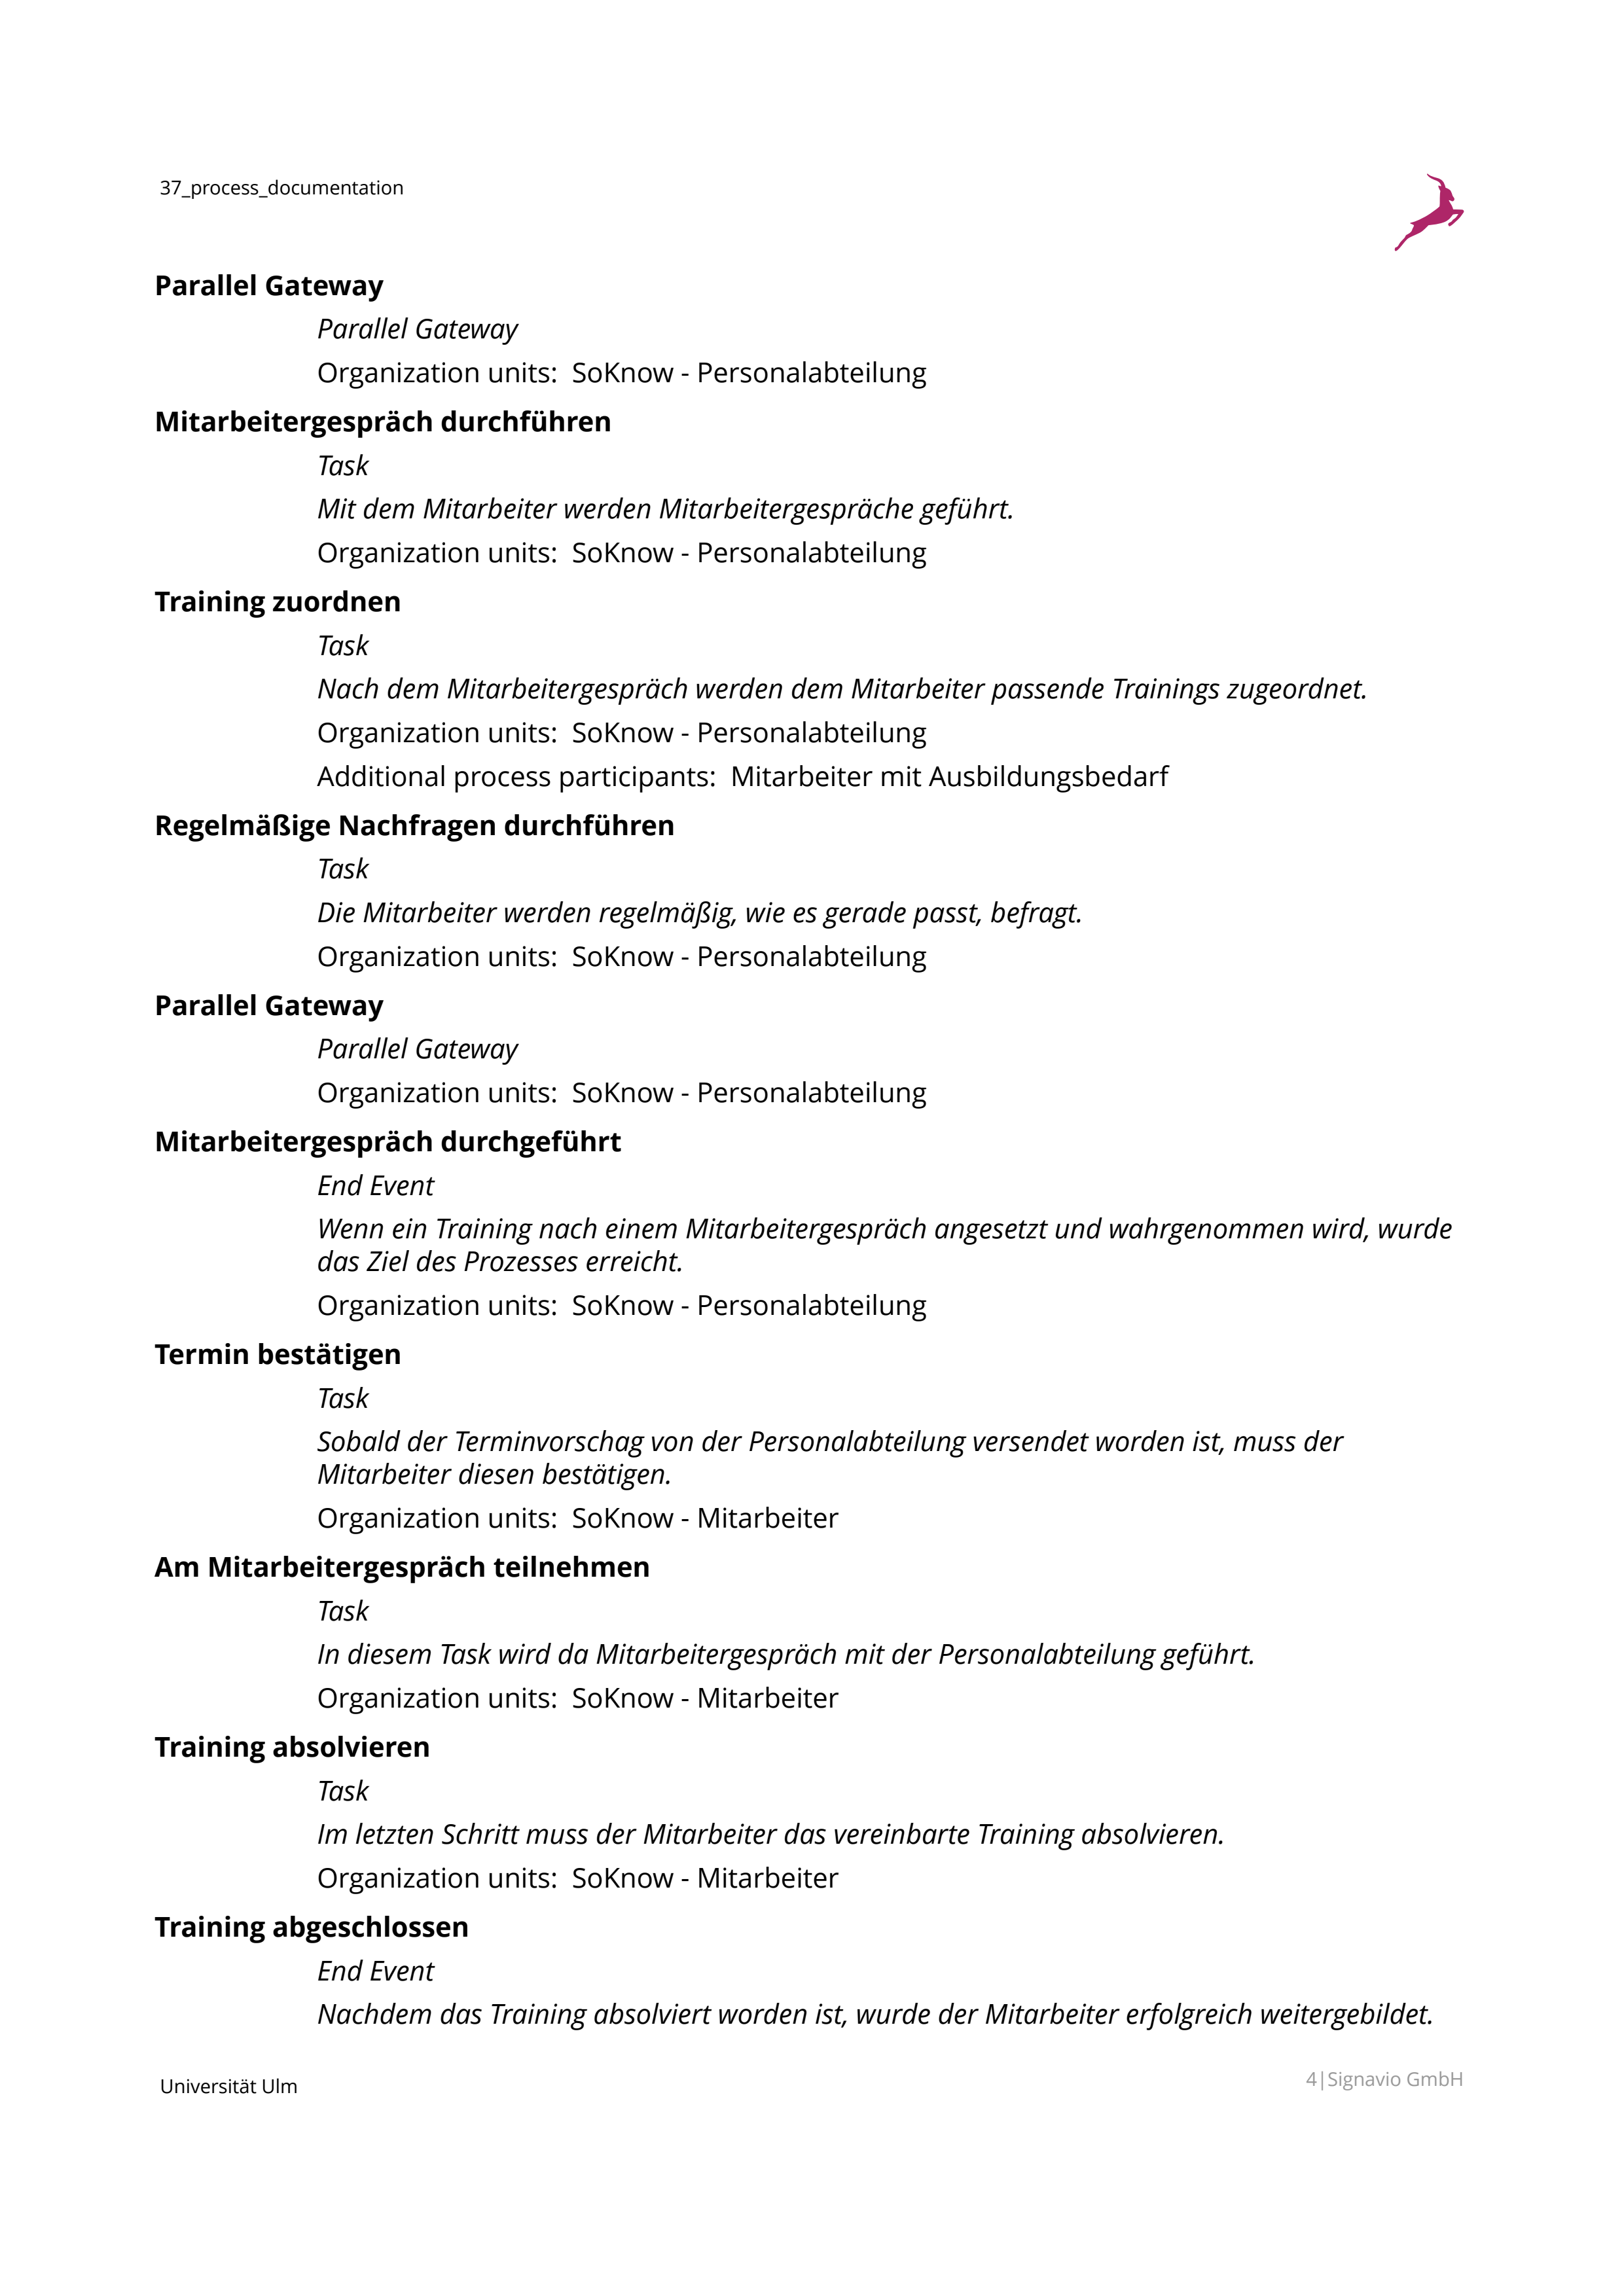 37_process_documentation
Parallel Gateway
Parallel Gateway
Organization units:  SoKnow - Personalabteilung
Mitarbeitergespräch durchführen
Task
Mit dem Mitarbeiter werden Mitarbeitergespräche geführt.
Organization units:  SoKnow - Personalabteilung
Training zuordnen
Task
Nach dem Mitarbeitergespräch werden dem Mitarbeiter passende Trainings zugeordnet.
Organization units:  SoKnow - Personalabteilung
Additional process participants:  Mitarbeiter mit Ausbildungsbedarf
Regelmäßige Nachfragen durchführen
Task
Die Mitarbeiter werden regelmäßig, wie es gerade passt, befragt.
Organization units:  SoKnow - Personalabteilung
Parallel Gateway
Parallel Gateway
Organization units:  SoKnow - Personalabteilung
Mitarbeitergespräch durchgeführt
End Event
Wenn ein Training nach einem Mitarbeitergespräch angesetzt und wahrgenommen wird, wurde
das Ziel des Prozesses erreicht.
Organization units:  SoKnow - Personalabteilung
Termin bestätigen
Task
Sobald der Terminvorschag von der Personalabteilung versendet worden ist, muss der
Mitarbeiter diesen bestätigen.
Organization units:  SoKnow - Mitarbeiter
Am Mitarbeitergespräch teilnehmen
Task
In diesem Task wird da Mitarbeitergespräch mit der Personalabteilung geführt.
Organization units:  SoKnow - Mitarbeiter
Training absolvieren
Task
Im letzten Schritt muss der Mitarbeiter das vereinbarte Training absolvieren.
Organization units:  SoKnow - Mitarbeiter
Training abgeschlossen
End Event
Nachdem das Training absolviert worden ist, wurde der Mitarbeiter erfolgreich weitergebildet.
Universität Ulm
4|Signavio GmbH